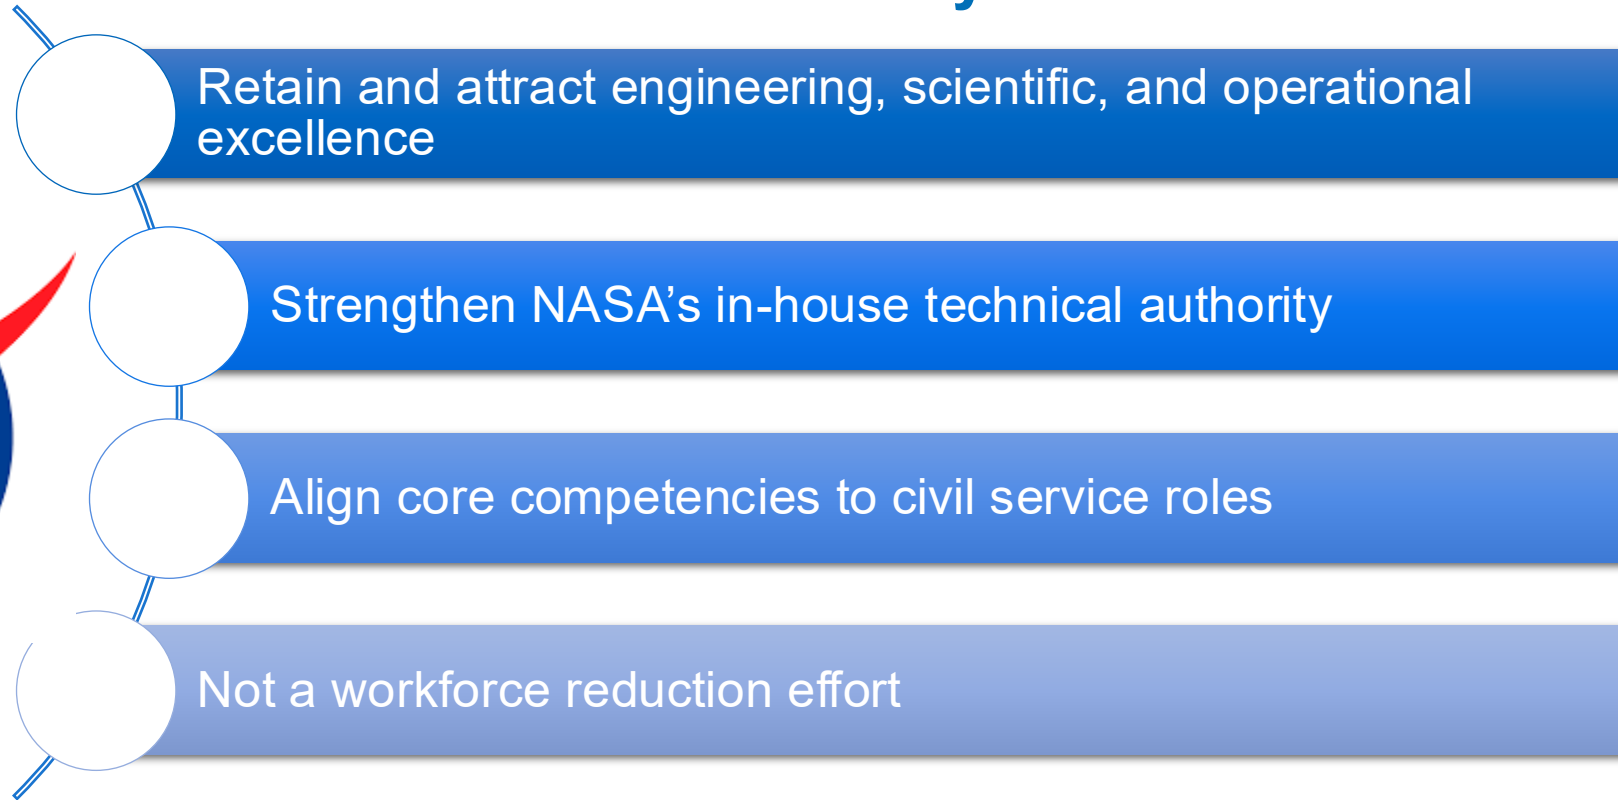 Retain and attract engineering, scientific, and operational
excellence
Strengthen NASA’s in-house technical authority
Align core competencies to civil service roles
Not a workforce reduction effort